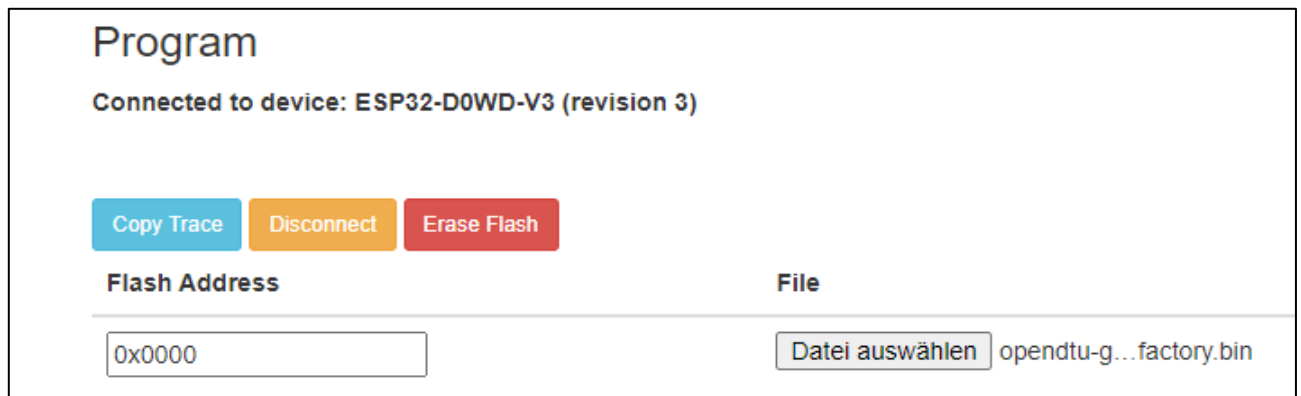 Program
Connected to device: ESP32-D0WD-V3 (revision 3)
Copy Trace Disconnect Erase Flash
Flash Address File
0x0000 Datei auswählen opendtu-g...factory.bin